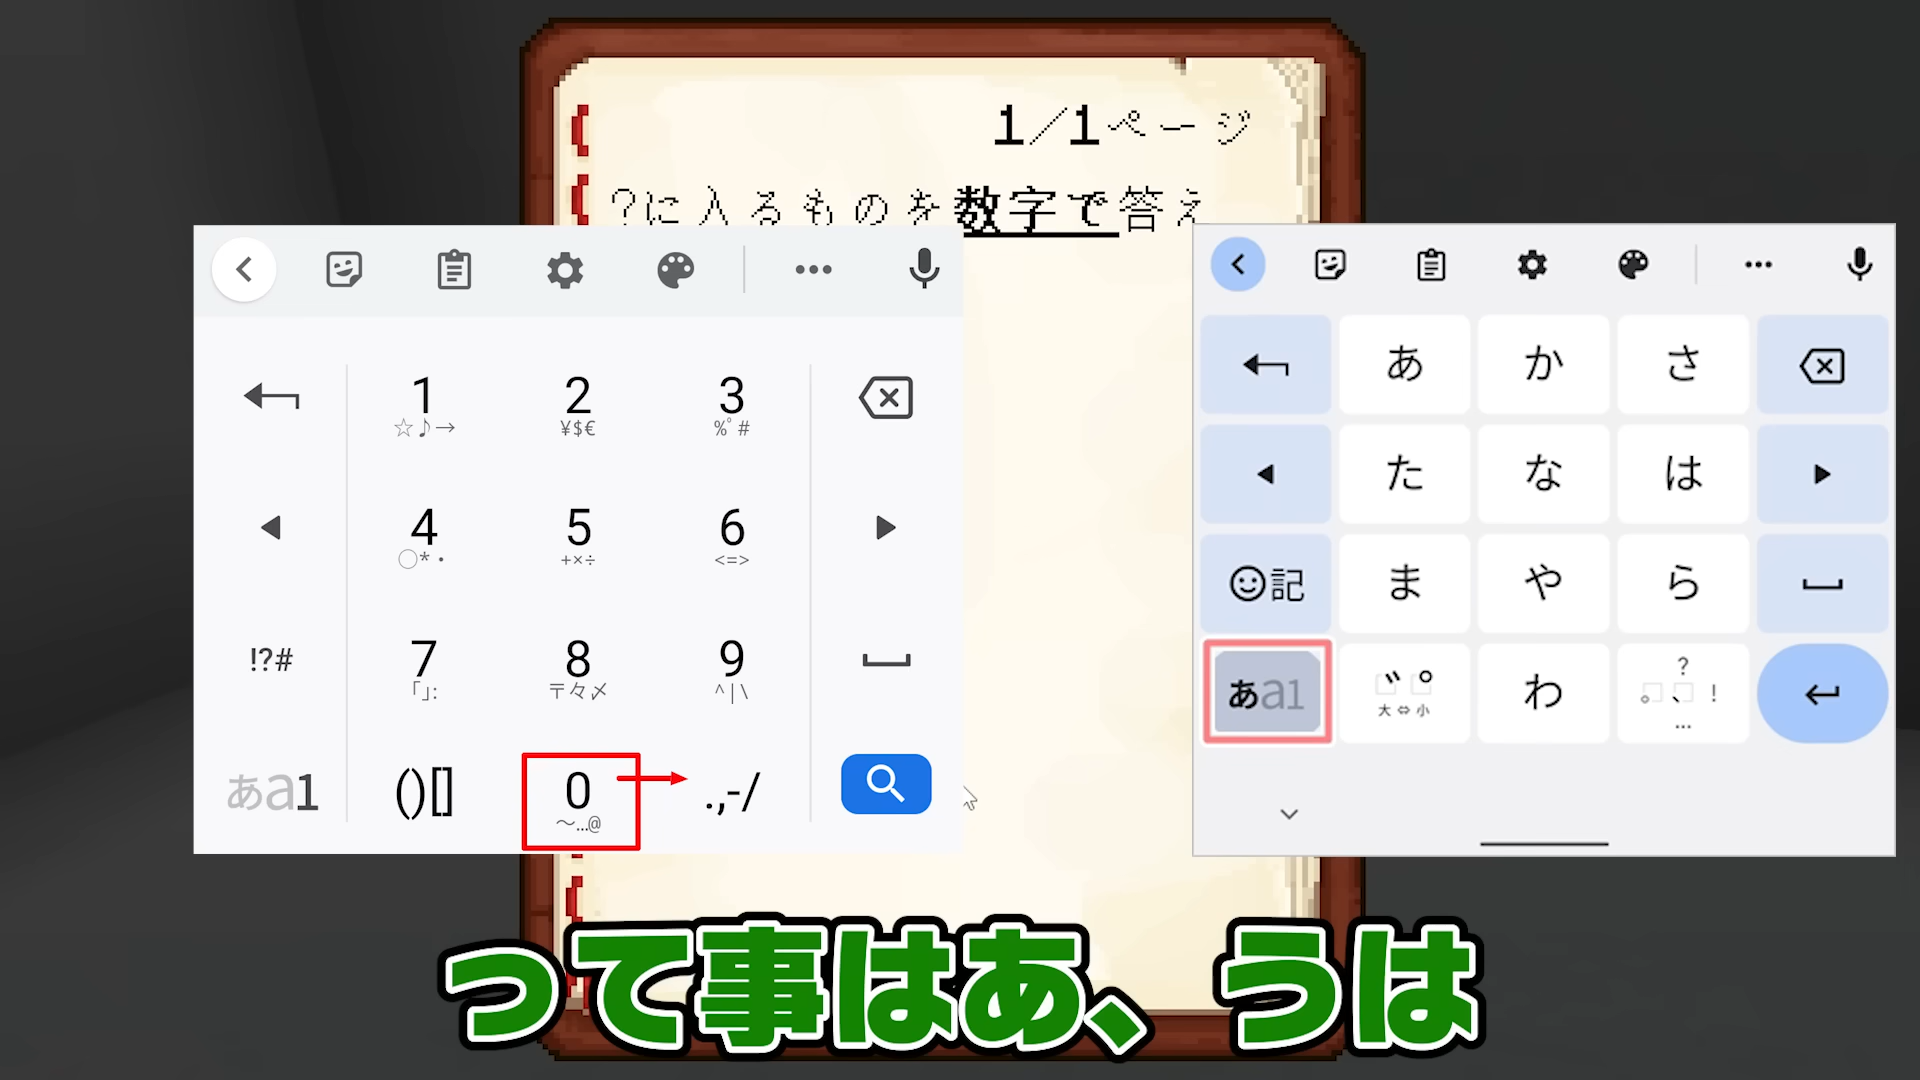 1/1ページ
?に入るものを数字で答え
1 2 3
☆♪→ ¥$€ %゜#
4 5 6
○*・ +×÷ <=>
!?# 7 8 9
「」: 〒々〆 ^|\
あa1 ()[] 0 .,-/
〜…@
あ か さ
た な は
記 ま や ら
あa1 ゛゜ わ 。、?!…
大⇔小
って事はあ、うは